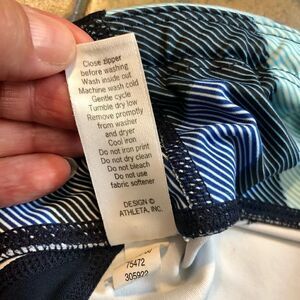 Close zipper
before washing
Wash inside out
Machine wash cold
Gentle cycle
Tumble dry low
Remove promptly
from washer
and dryer
Cool iron
Do not iron print
Do not dry clean
Do not bleach
Do not use
fabric softener
DESIGN ©
ATHLETA, INC.
75472
305922